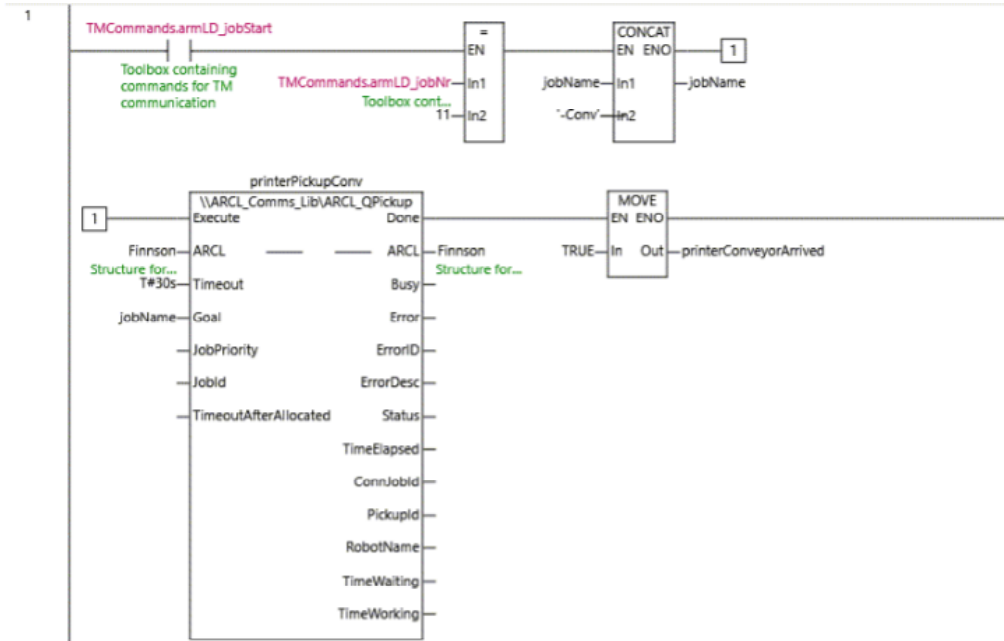 1
TMCommands.armLD_jobStart
Toolbox containing
commands for TM
communication
=
EN
TMCommands.armLD_jobNr
In1
Toolbox cont...
11
In2
CONCAT
EN ENO
1
jobName
In1
jobName
'-Conv'
In2
printerPickupConv
\\ARCL_Comms_Lib\ARCL_QPickup
1
Execute
Done
Finnson
ARCL
ARCL
Finnson
Structure for...
Structure for...
T#30s
Timeout
Busy
jobName
Goal
Error
JobPriority
ErrorID
JobId
ErrorDesc
TimeoutAfterAllocated
Status
TimeElapsed
ConnJobId
PickupId
RobotName
TimeWaiting
TimeWorking
MOVE
EN ENO
TRUE
In
Out
printerConveyorArrived